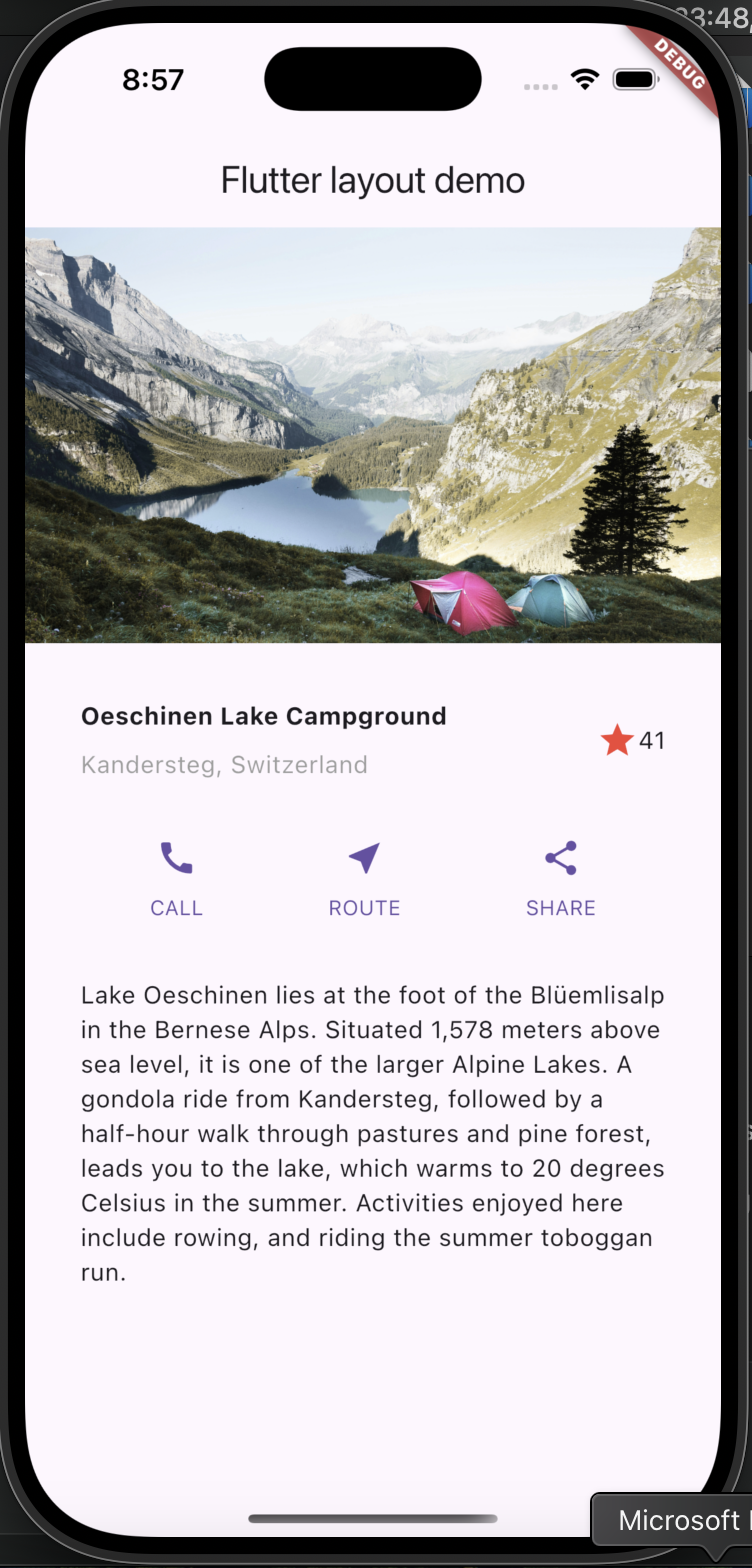 23:48
8:57
DEBUG
Flutter layout demo
Oeschinen Lake Campground
Kandersteg, Switzerland
41
CALL
ROUTE
SHARE
Lake Oeschinen lies at the foot of the Blüemlisalp
in the Bernese Alps. Situated 1,578 meters above
sea level, it is one of the larger Alpine Lakes. A
gondola ride from Kandersteg, followed by a
half-hour walk through pastures and pine forest,
leads you to the lake, which warms to 20 degrees
Celsius in the summer. Activities enjoyed here
include rowing, and riding the summer toboggan
run.
Microsoft